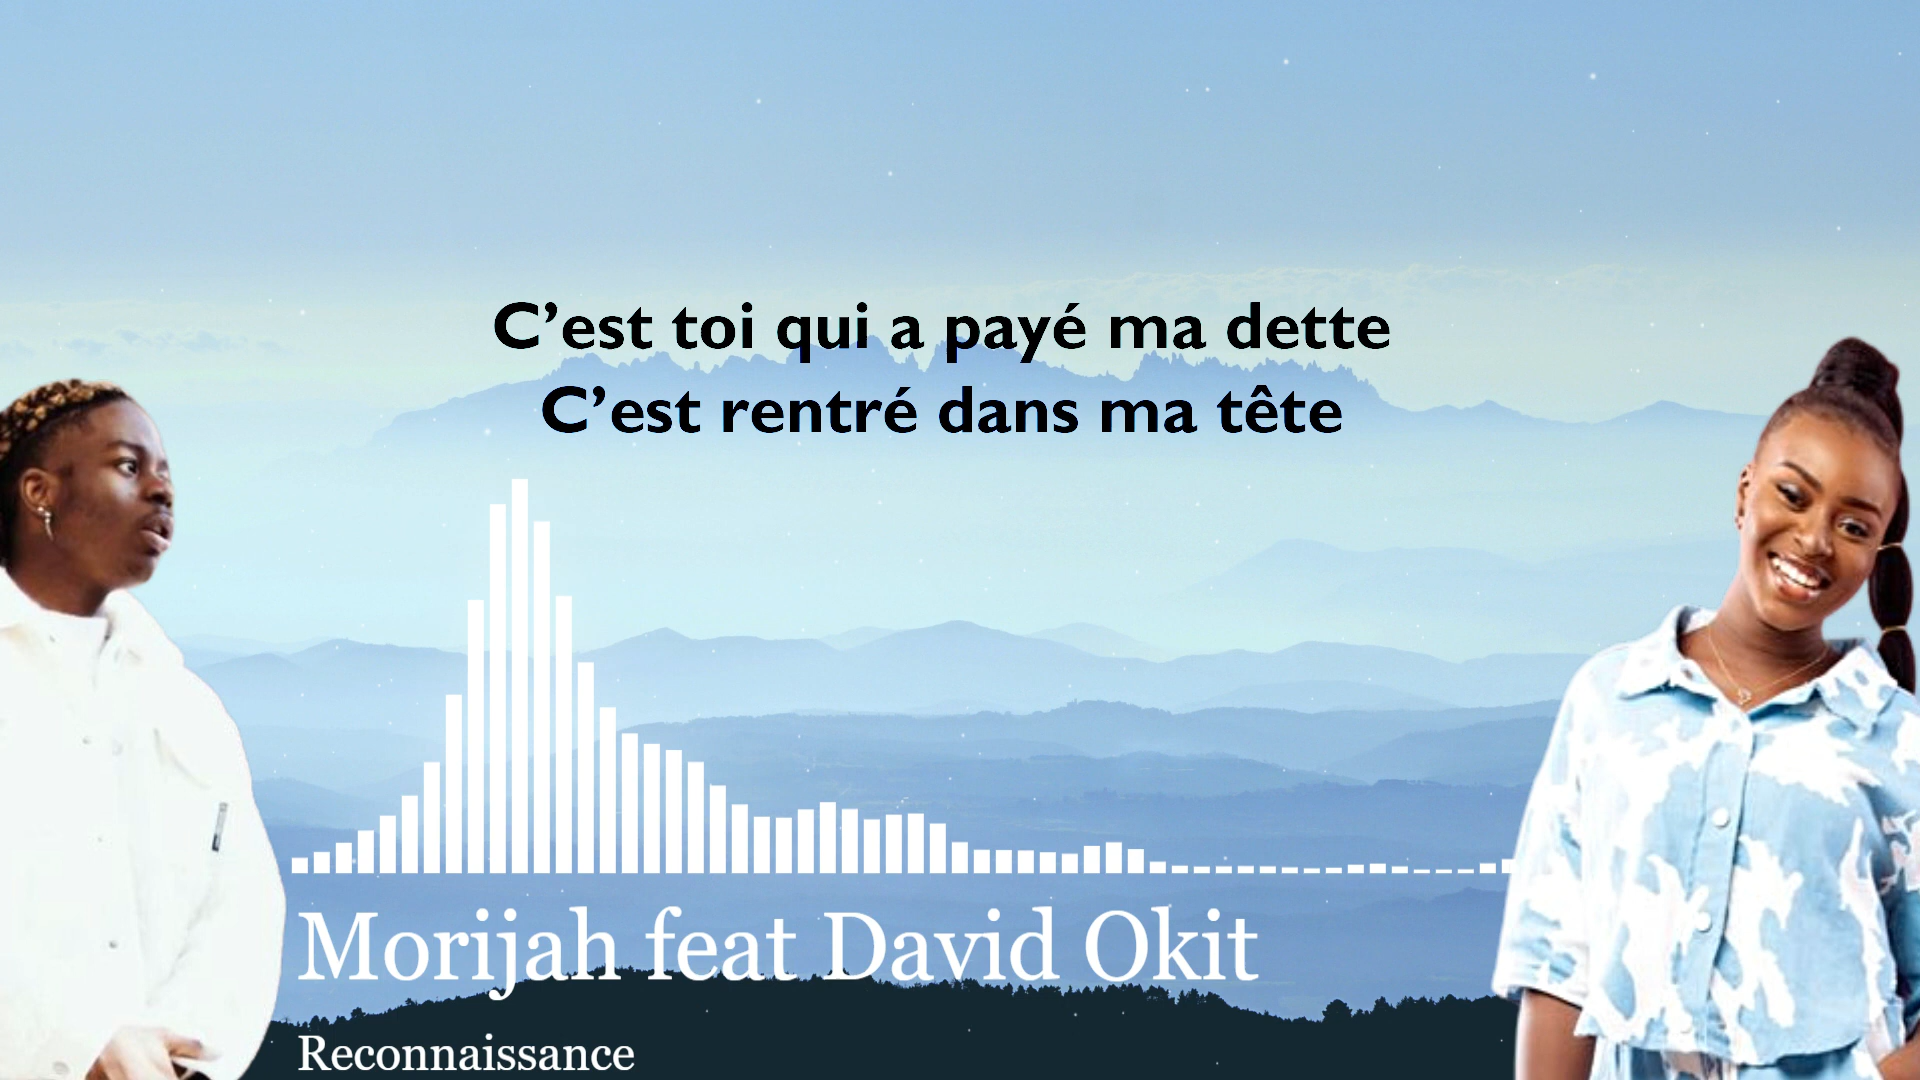 C’est toi qui a payé ma dette
C’est rentré dans ma tête
Morijah feat David Okit
Reconnaissance